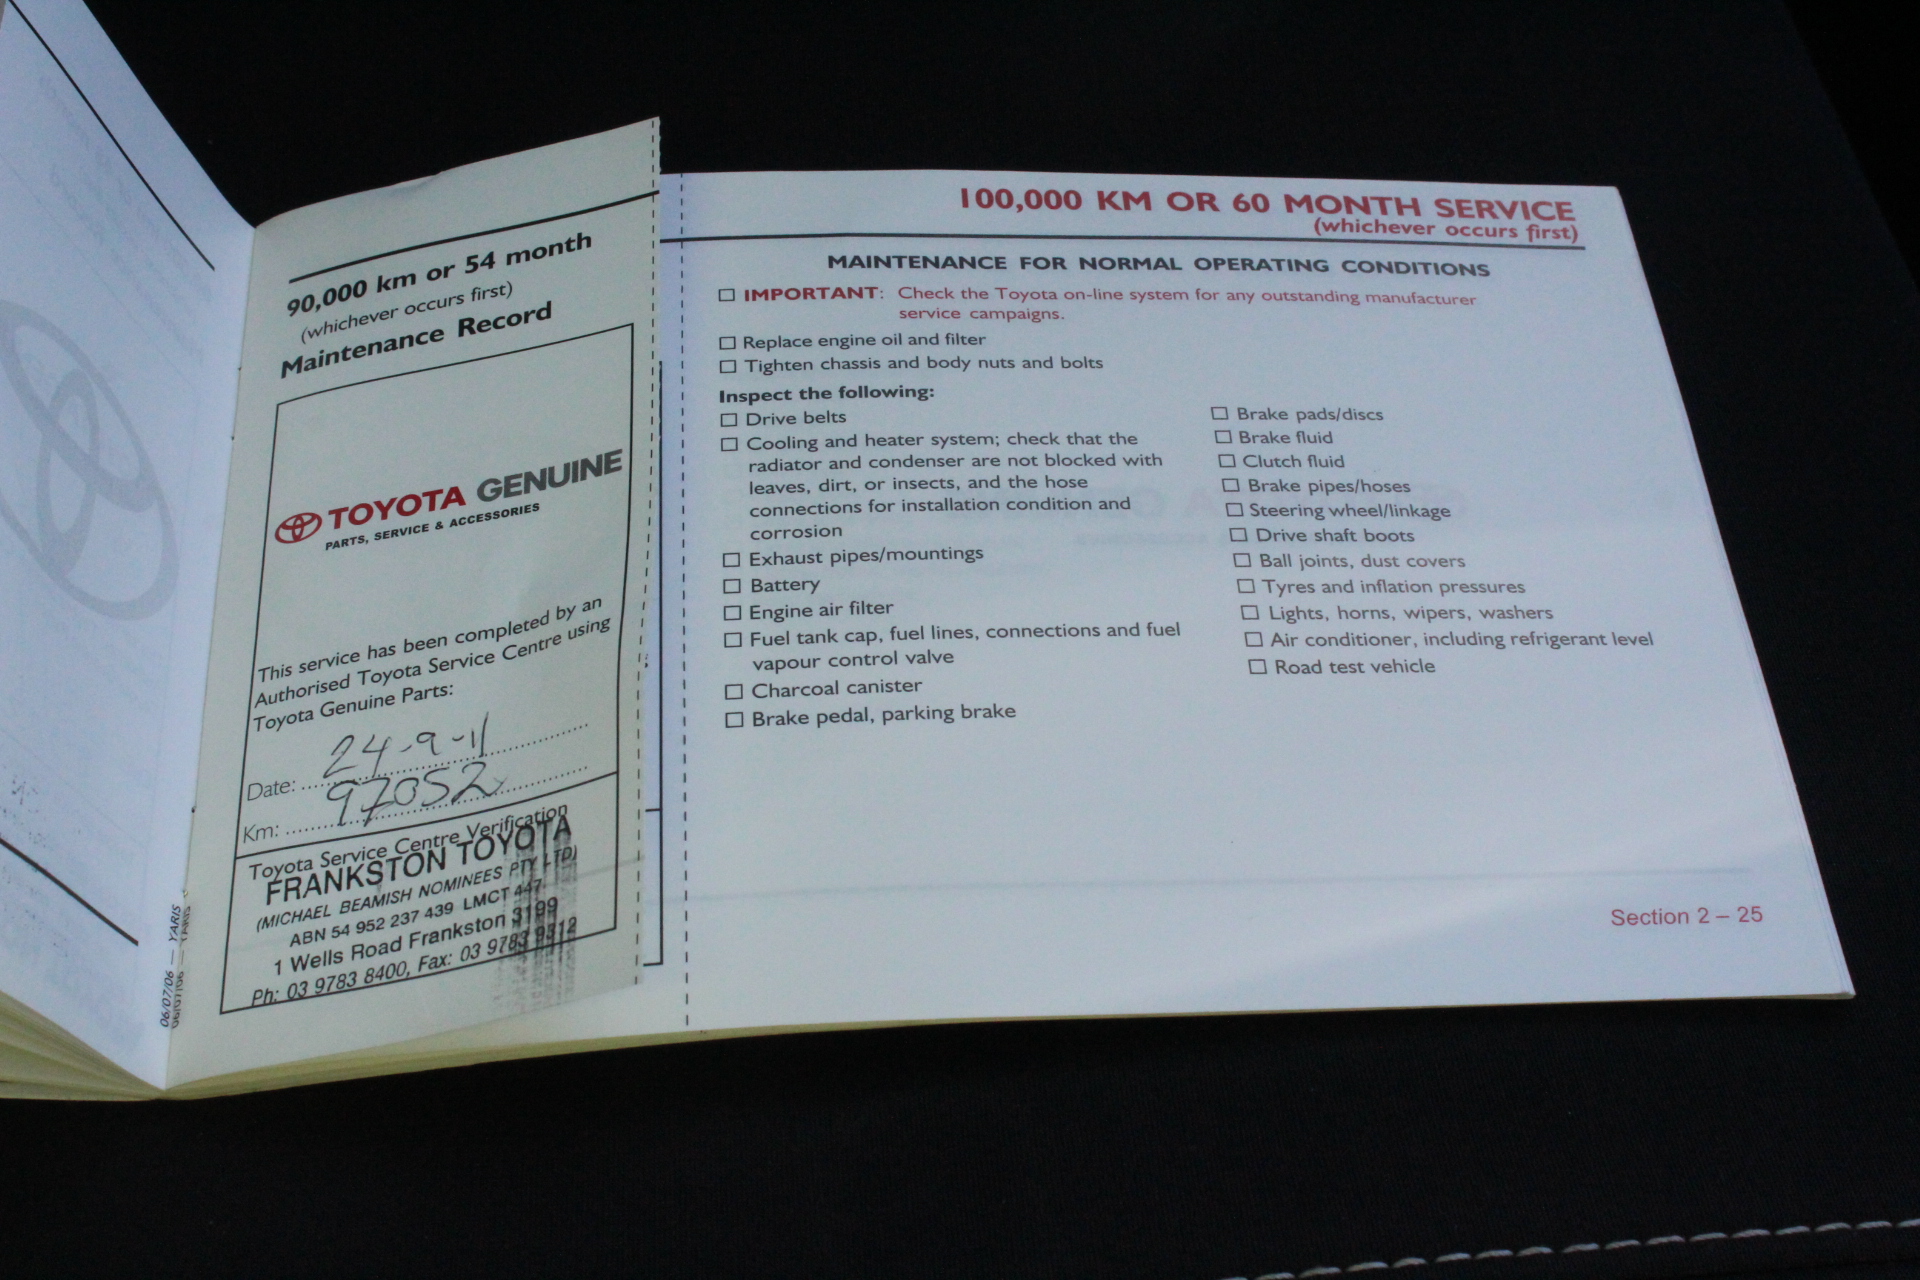 90,000 km or 54 month
(whichever occurs first)
Maintenance Record
TOYOTA GENUINE
PARTS, SERVICE & ACCESSORIES
This service has been completed by an
Authorised Toyota Service Centre using
Toyota Genuine Parts:
Date: 24-9-11
Km: 97052
Toyota Service Centre Verification
FRANKSTON TOYOTA
(MICHAEL BEAMISH NOMINEES PTY LTD)
ABN 54 952 237 439 LMCT 447
1 Wells Road Frankston 3199
Ph: 03 9783 8400, Fax: 03 9783 9312
06/07/06 — YARIS
100,000 KM OR 60 MONTH SERVICE
(whichever occurs first)
MAINTENANCE FOR NORMAL OPERATING CONDITIONS
IMPORTANT: Check the Toyota on-line system for any outstanding manufacturer
service campaigns.
Replace engine oil and filter
Tighten chassis and body nuts and bolts
Inspect the following:
Drive belts
Cooling and heater system; check that the
radiator and condenser are not blocked with
leaves, dirt, or insects, and the hose
connections for installation condition and
corrosion
Exhaust pipes/mountings
Battery
Engine air filter
Fuel tank cap, fuel lines, connections and fuel
vapour control valve
Charcoal canister
Brake pedal, parking brake
Brake pads/discs
Brake fluid
Clutch fluid
Brake pipes/hoses
Steering wheel/linkage
Drive shaft boots
Ball joints, dust covers
Tyres and inflation pressures
Lights, horns, wipers, washers
Air conditioner, including refrigerant level
Road test vehicle
Section 2 – 25